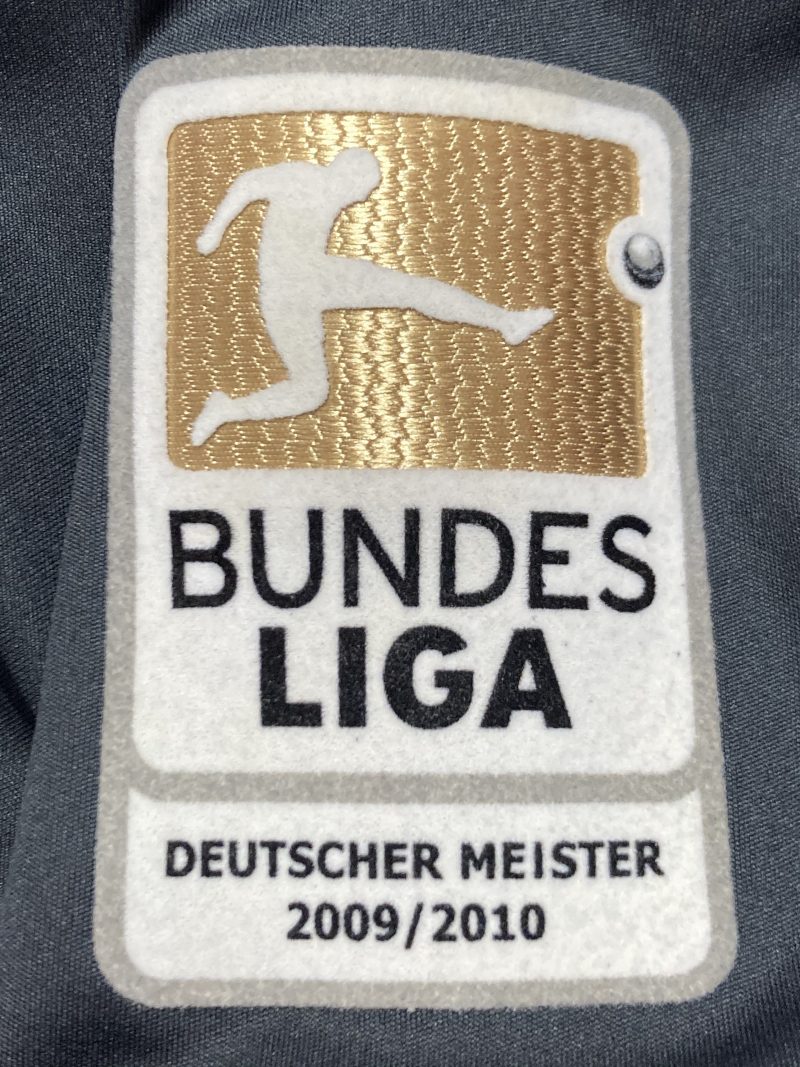 BUNDES
LIGA
DEUTSCHER MEISTER
2009/2010